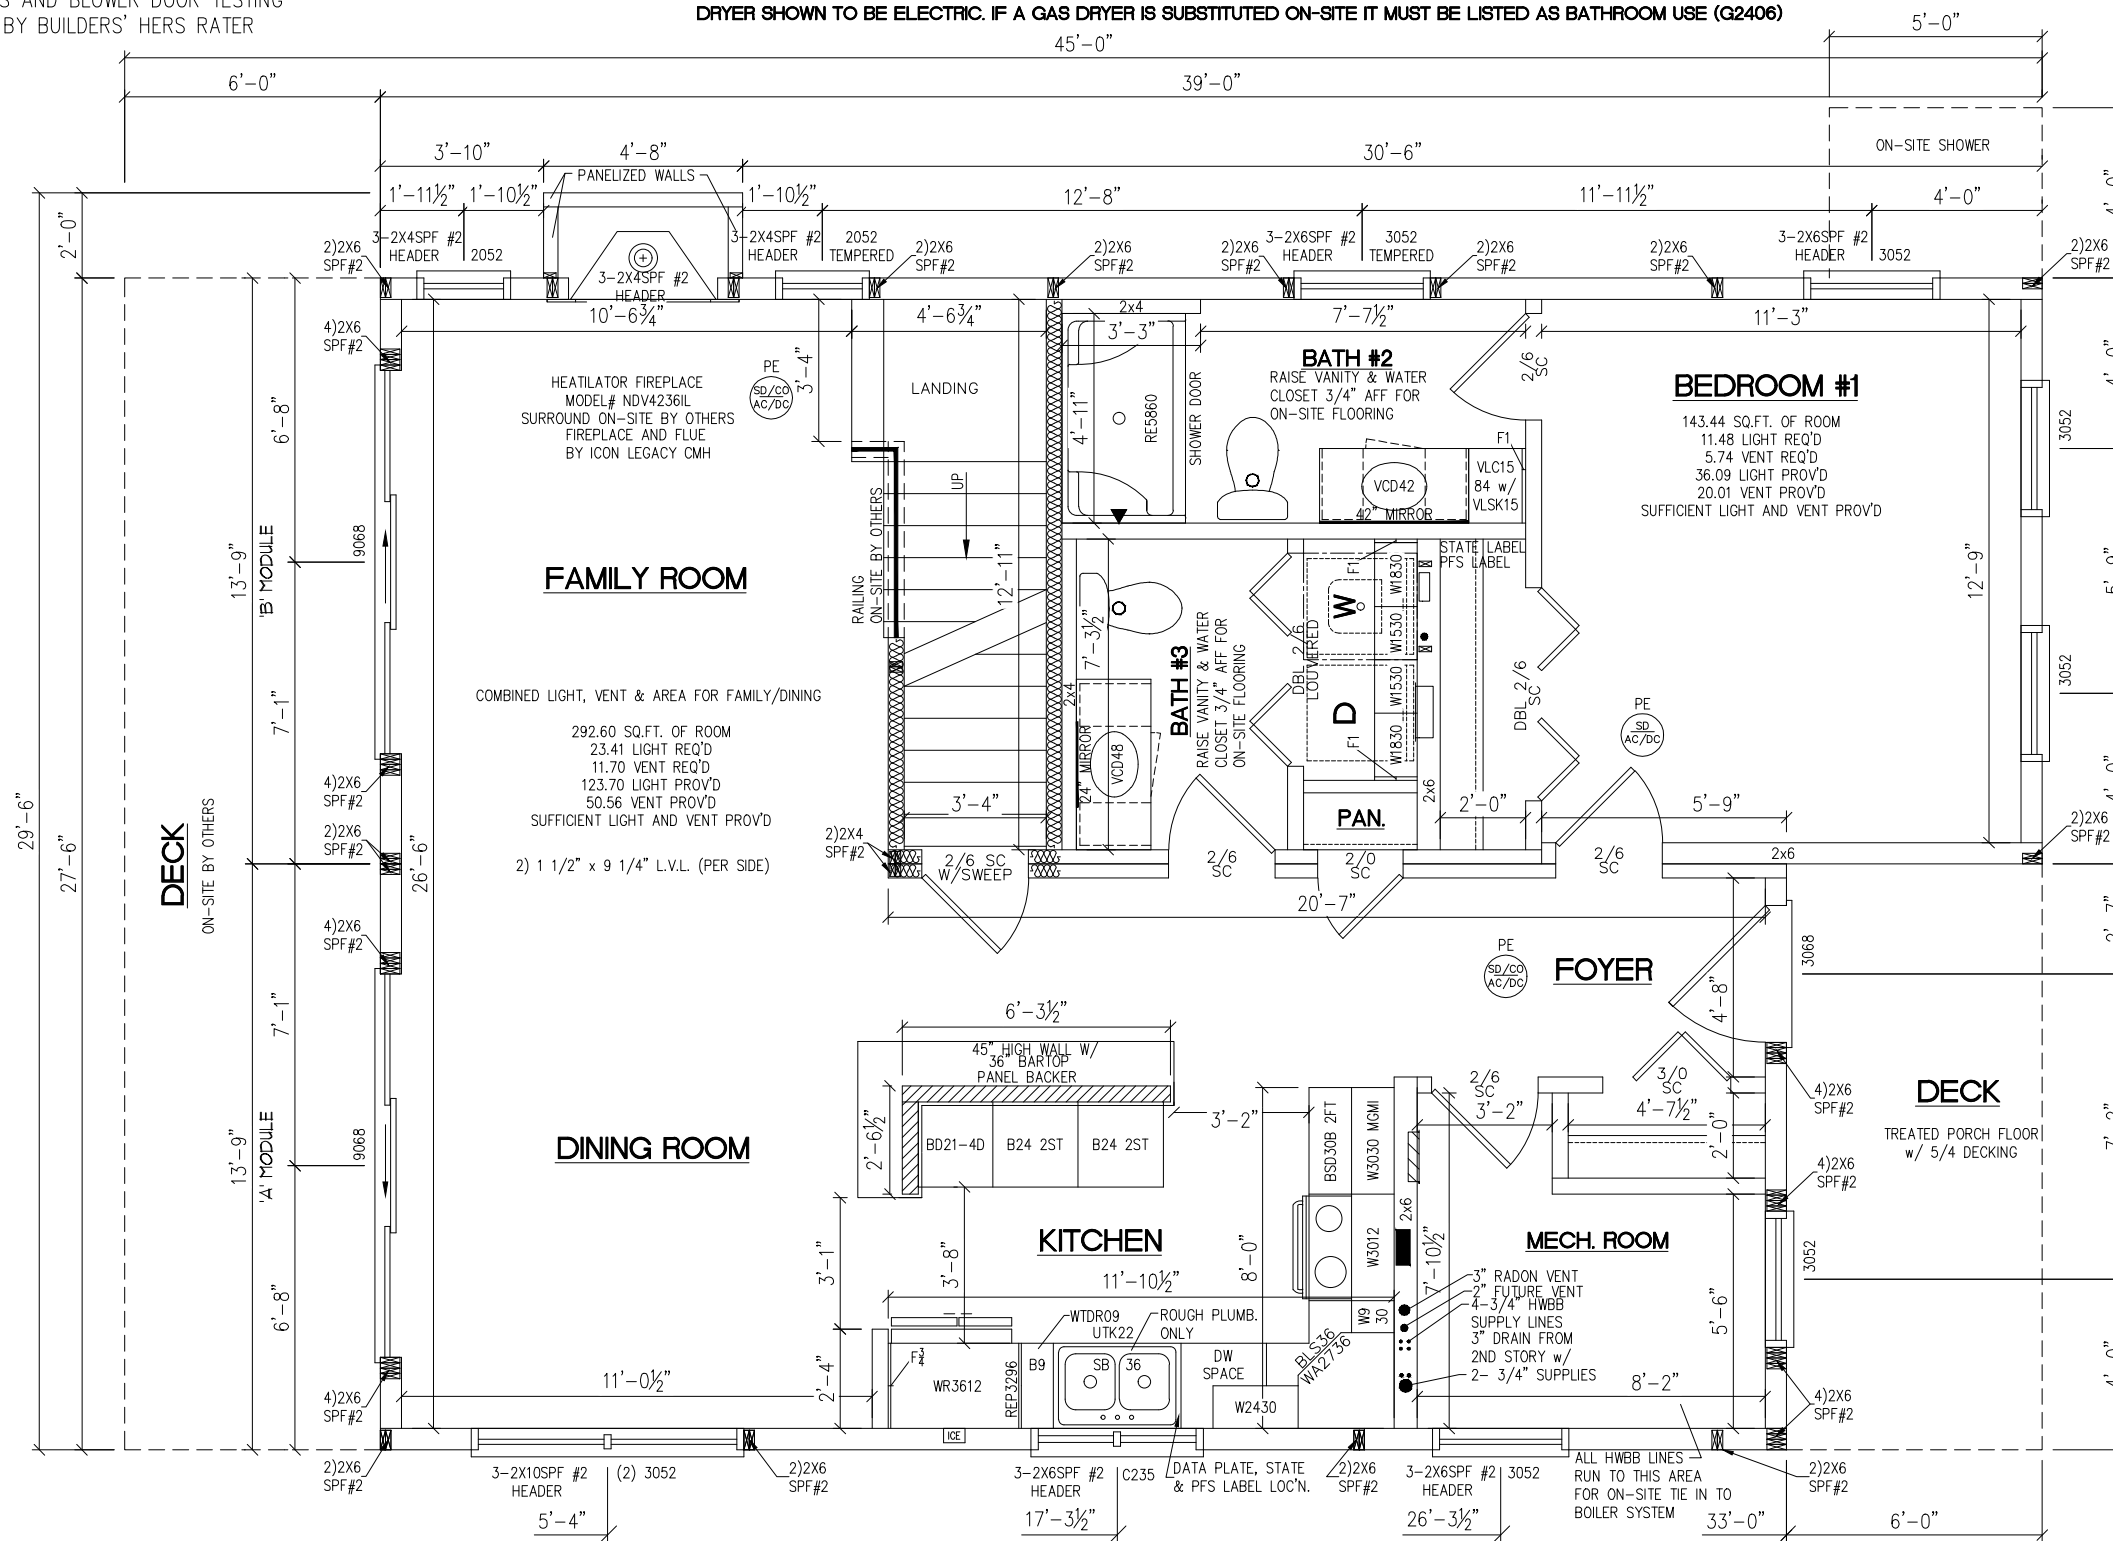 S AND BLOWER DOOR TESTING
BY BUILDERS' HERS RATER
DRYER SHOWN TO BE ELECTRIC. IF A GAS DRYER IS SUBSTITUTED ON-SITE IT MUST BE LISTED AS BATHROOM USE (G2406)
5'-0"
45'-0"
6'-0"
39'-0"
ON-SITE SHOWER
3'-10"
4'-8"
30'-6"
PANELIZED WALLS
1'-11½"
1'-10½"
1'-10½"
12'-8"
11'-11½"
4'-0"
2'-0"
2)2X6
SPF#2
3-2X4SPF #2
HEADER
2052
3-2X4SPF #2
HEADER
3-2X4SPF #2
HEADER
2052
TEMPERED
2)2X6
SPF#2
2)2X6
SPF#2
2)2X6
SPF#2
3-2X6SPF #2
HEADER
3052
TEMPERED
2)2X6
SPF#2
2)2X6
SPF#2
3-2X6SPF #2
HEADER
3052
2)2X6
SPF#2
10'-6¾"
4'-6¾"
2x4
3'-3"
7'-7½"
11'-3"
4)2X6
SPF#2
PE
SD/CO
AC/DC
3'-4"
HEATILATOR FIREPLACE
MODEL# NDV4236IL
SURROUND ON-SITE BY OTHERS
FIREPLACE AND FLUE
BY ICON LEGACY CMH
LANDING
4'-11"
RE5860
SHOWER DOOR
BATH #2
RAISE VANITY & WATER
CLOSET 3/4" AFF FOR
ON-SITE FLOORING
2/6
SC
BEDROOM #1
143.44 SQ.FT. OF ROOM
11.48 LIGHT REQ'D
5.74 VENT REQ'D
36.09 LIGHT PROV'D
20.01 VENT PROV'D
SUFFICIENT LIGHT AND VENT PROV'D
3052
F1
VLC15
84 w/
VLSK15
VCD42
42" MIRROR
UP
6'-8"
9068
13'-9"
'B' MODULE
FAMILY ROOM
RAILING
ON-SITE BY OTHERS
12'-11"
7'-3½"
STATE LABEL
PFS LABEL
F1
W
W1830
W1530
W1530
W1830
D
F1
DBL 2/6
LOUVERED
12'-9"
3052
BATH #3
RAISE VANITY & WATER
CLOSET 3/4" AFF FOR
ON-SITE FLOORING
2x4
24" MIRROR
VCD48
DBL 2/6
SC
PE
SD
AC/DC
7'-1"
COMBINED LIGHT, VENT & AREA FOR FAMILY/DINING
292.60 SQ.FT. OF ROOM
23.41 LIGHT REQ'D
11.70 VENT REQ'D
123.70 LIGHT PROV'D
50.56 VENT PROV'D
SUFFICIENT LIGHT AND VENT PROV'D
2) 1 1/2" x 9 1/4" L.V.L. (PER SIDE)
4)2X6
SPF#2
2)2X6
SPF#2
29'-6"
27'-6"
26'-6"
DECK
ON-SITE BY OTHERS
3'-4"
2)2X4
SPF#2
2/6 SC
W/SWEEP
PAN.
2x6
2'-0"
5'-9"
2/6
SC
2/0
SC
2/6
SC
2x6
2)2X6
SPF#2
20'-7"
4)2X6
SPF#2
PE
SD/CO
AC/DC
FOYER
3068
4'-8"
7'-1"
6'-3½"
45" HIGH WALL W/
36" BARTOP
PANEL BACKER
2/6
SC
3/0
SC
4)2X6
SPF#2
DECK
TREATED PORCH FLOOR
w/ 5/4 DECKING
13'-9"
'A' MODULE
9068
DINING ROOM
2'-6½"
BD21-4D
B24 2ST
B24 2ST
3'-2"
BSD30B 2FT
W3030 MGMI
3'-2"
4'-7½"
2'-0"
4)2X6
SPF#2
3'-1"
3'-8"
KITCHEN
11'-10½"
8'-0"
W3012
2x6
7'-10½"
MECH. ROOM
3052
3" RADON VENT
2" FUTURE VENT
4-3/4" HWBB
SUPPLY LINES
3" DRAIN FROM
2ND STORY w/
2- 3/4" SUPPLIES
5'-6"
6'-8"
W9
30
WTDR09
UTK22
ROUGH PLUMB.
ONLY
F¾
WR3612
REP3296
B9
SB
36
DW
SPACE
BLS36
WA2736
W2430
2'-4"
11'-0½"
8'-2"
4)2X6
SPF#2
4)2X6
SPF#2
ICE
2)2X6
SPF#2
3-2X10SPF #2
HEADER
(2) 3052
2)2X6
SPF#2
3-2X6SPF #2
HEADER
C235
DATA PLATE, STATE
& PFS LABEL LOC'N.
2)2X6
SPF#2
3-2X6SPF #2
HEADER
3052
ALL HWBB LINES
RUN TO THIS AREA
FOR ON-SITE TIE IN TO
BOILER SYSTEM
2)2X6
SPF#2
5'-4"
17'-3½"
26'-3½"
33'-0"
6'-0"